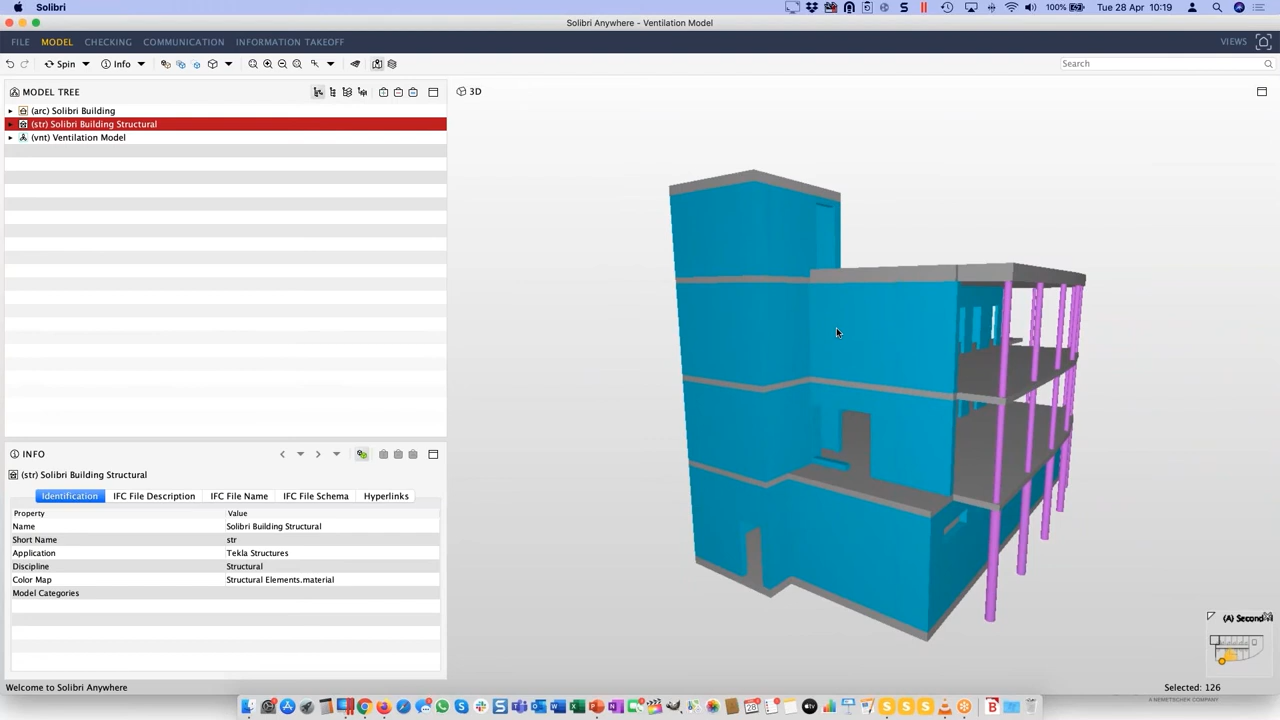 Solibri
100%
Tue 28 Apr 10:19
Solibri Anywhere - Ventilation Model
FILE MODEL CHECKING COMMUNICATION INFORMATION TAKEOFF
VIEWS
Spin Info
Search
MODEL TREE
3D
(arc) Solibri Building
(str) Solibri Building Structural
(vnt) Ventilation Model
INFO
(str) Solibri Building Structural
Identification IFC File Description IFC File Name IFC File Schema Hyperlinks
Property Value
Name Solibri Building Structural
Short Name str
Application Tekla Structures
Discipline Structural
Color Map Structural Elements.material
Model Categories
(A) Second
Welcome to Solibri Anywhere
Selected: 126
A NEMETSCHEK COMPANY